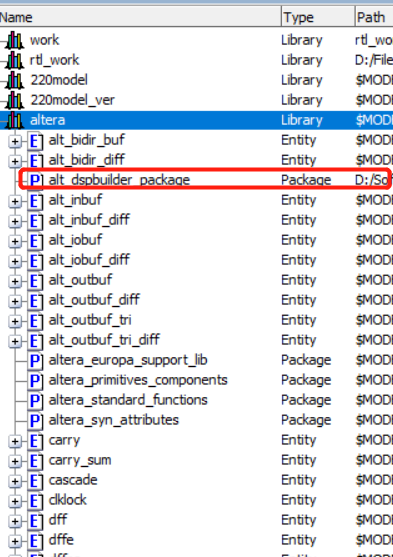 Name Type Path
work Library rtl_wo
rtl_work Library D:/File
220model Library $MODE
220model_ver Library $MODE
altera Library $MODE
E alt_bidir_buf Entity $MODE
E alt_bidir_diff Entity $MODE
P alt_dspbuilder_package Package D:/Sof
E alt_inbuf Entity $MODE
E alt_inbuf_diff Entity $MODE
E alt_iobuf Entity $MODE
E alt_iobuf_diff Entity $MODE
E alt_outbuf Entity $MODE
E alt_outbuf_diff Entity $MODE
E alt_outbuf_tri Entity $MODE
E alt_outbuf_tri_diff Entity $MODE
P altera_europa_support_lib Package $MODE
P altera_primitives_components Package $MODE
P altera_standard_functions Package $MODE
P altera_syn_attributes Package $MODE
E carry Entity $MODE
E carry_sum Entity $MODE
E cascade Entity $MODE
E clklock Entity $MODE
E dff Entity $MODE
E dffe Entity $MODE